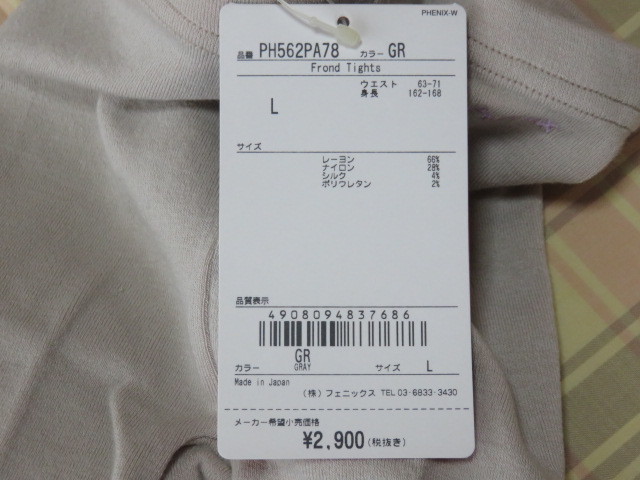 PHENIX-W
品番 PH562PA78 カラー GR
Frond Tights
ウエスト 63-71
身長 162-168
L
サイズ
レーヨン 66%
ナイロン 28%
シルク 4%
ポリウレタン 2%
品質表示
4908094837686
カラー GR サイズ L
GRAY
Made in Japan
(株) フェニックス TEL 03-6833-3430
メーカー希望小売価格
¥2,900(税抜き)